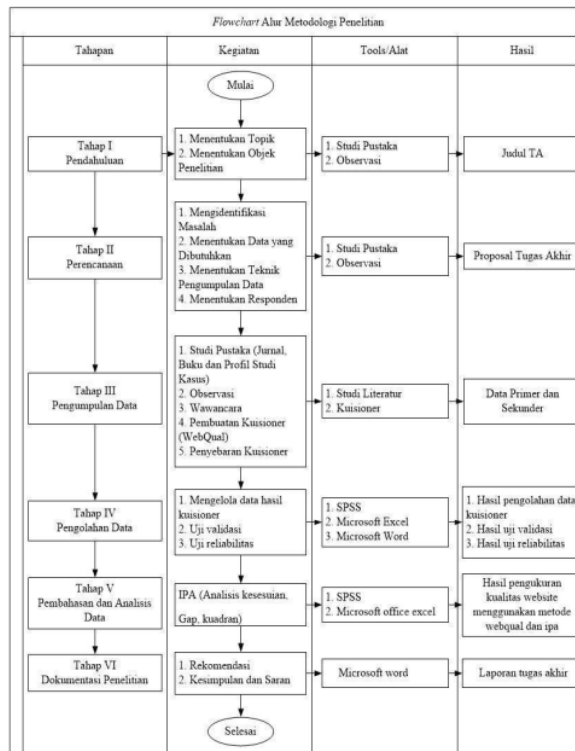 Flowchart Alur Metodologi Penelitian
Tahapan
Kegiatan
Tools/Alat
Hasil
Mulai
Tahap I
Pendahuluan
1. Menentukan Topik
2. Menentukan Objek
Penelitian
1. Studi Pustaka
2. Observasi
Judul TA
Tahap II
Perencanaan
1. Mengidentifikasi
Masalah
2. Menentukan Data yang
Dibutuhkan
3. Menentukan Teknik
Pengumpulan Data
4. Menentukan Responden
1. Studi Pustaka
2. Observasi
Proposal Tugas Akhir
Tahap III
Pengumpulan Data
1. Studi Pustaka (Jurnal,
Buku dan Profil Studi
Kasus)
2. Observasi
3. Wawancara
4. Pembuatan Kuisioner
(WebQual)
5. Penyebaran Kuisioner
1. Studi Literatur
2. Kuisioner
Data Primer dan
Sekunder
Tahap IV
Pengolahan Data
1. Mengelola data hasil
kuisioner
2. Uji validasi
3. Uji reliabilitas
1. SPSS
2. Microsoft Excel
3. Microsoft Word
1. Hasil pengolahan data
kuisioner
2. Hasil uji validasi
3. Hasil uji reliabilitas
Tahap V
Pembahasan dan Analisis
Data
IPA (Analisis kesesuian,
Gap, kuadran)
1. SPSS
2. Microsoft office excel
Hasil pengukuran
kualitas website
menggunakan metode
webqual dan ipa
Tahap VI
Dokumentasi Penelitian
1. Rekomendasi
2. Kesimpulan dan Saran
Microsoft word
Laporan tugas akhir
Selesai